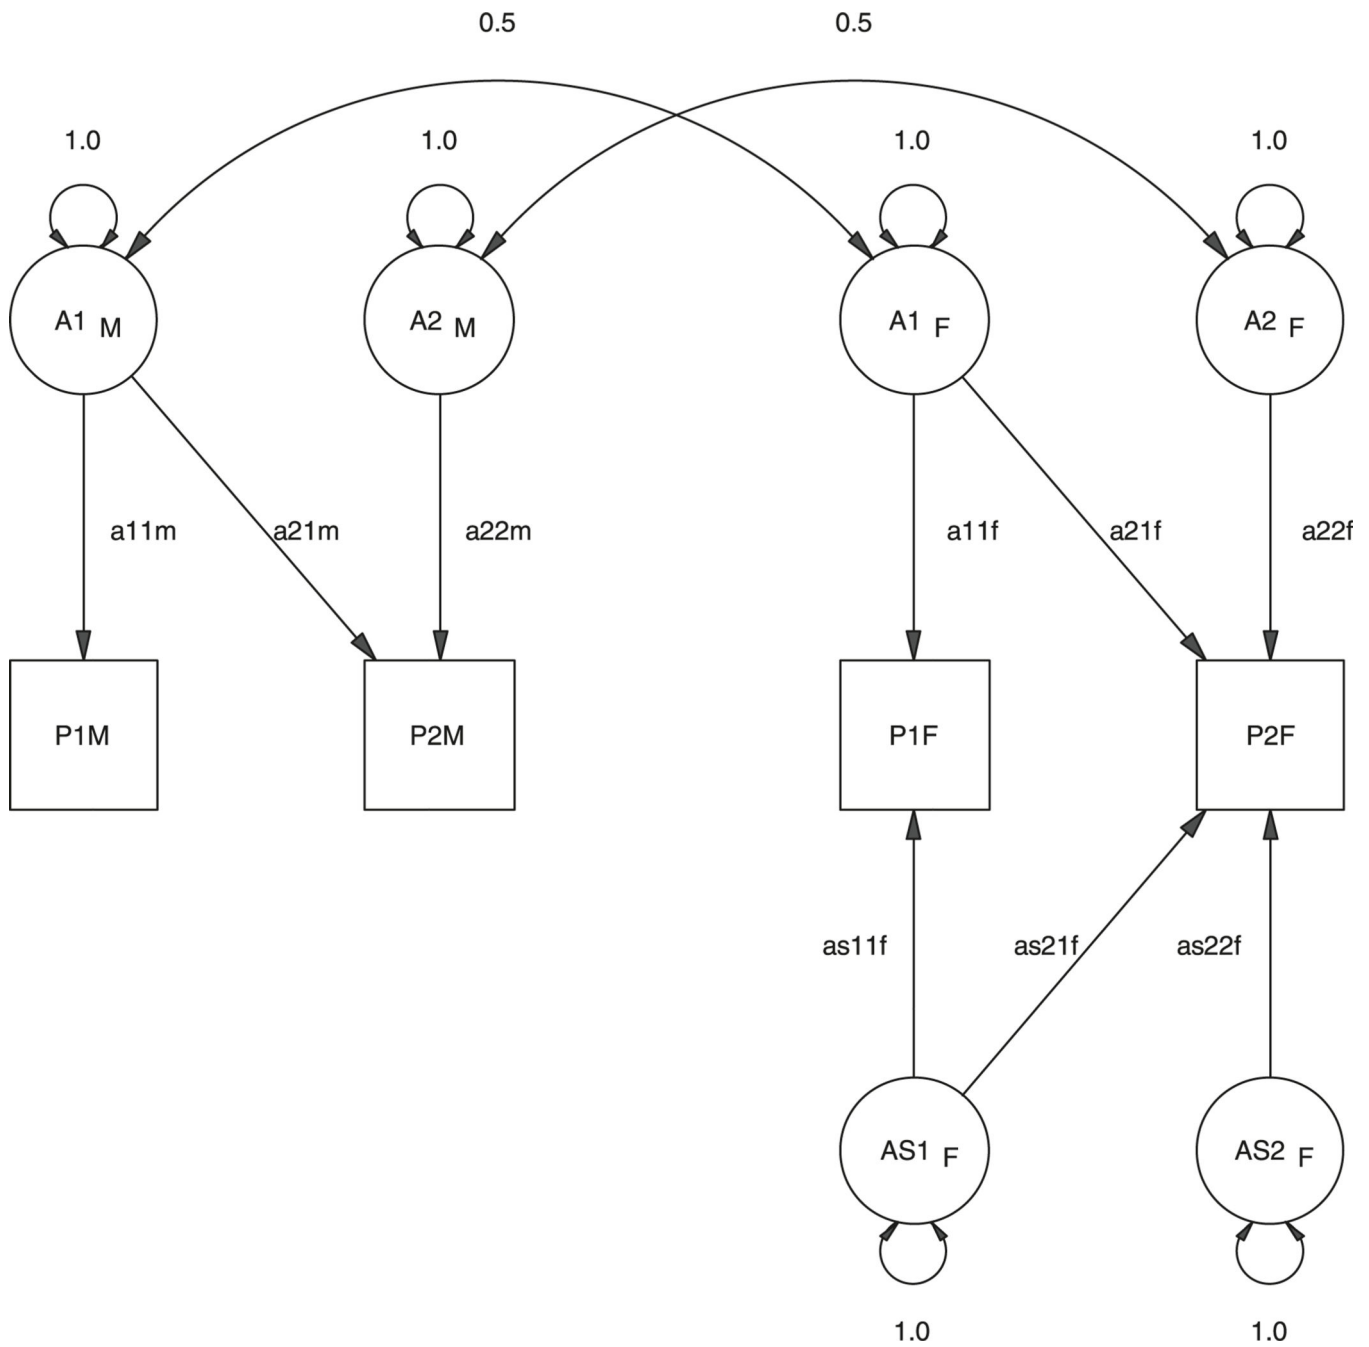 0.5 0.5
1.0 1.0 1.0 1.0
A1 M A2 M A1 F A2 F
a11m a21m a22m a11f a21f a22f
P1M P2M P1F P2F
as11f as21f as22f
AS1 F AS2 F
1.0 1.0